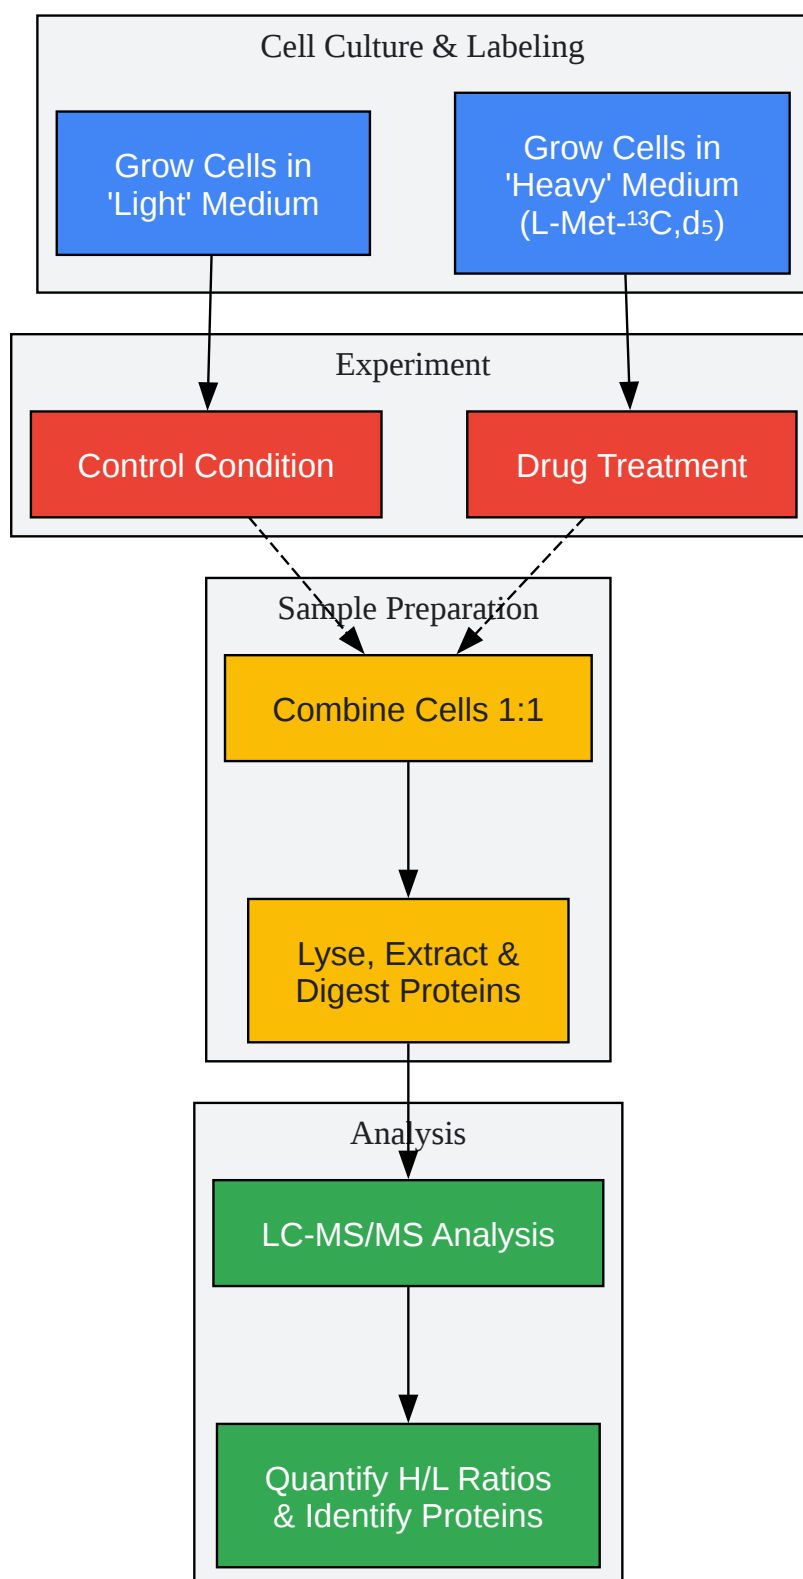 Cell Culture & Labeling
Grow Cells in
'Light' Medium
Grow Cells in
'Heavy' Medium
(L-Met-¹³C,d₅)
Experiment
Control Condition
Drug Treatment
Sample Preparation
Combine Cells 1:1
Lyse, Extract &
Digest Proteins
Analysis
LC-MS/MS Analysis
Quantify H/L Ratios
& Identify Proteins